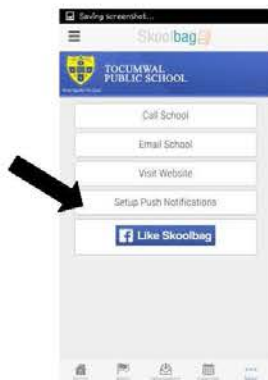 Saving screenshot...
Skoolbag
TOCUMWAL
PUBLIC SCHOOL
Call School
Email School
Visit Website
Setup Push Notifications
f Like Skoolbag